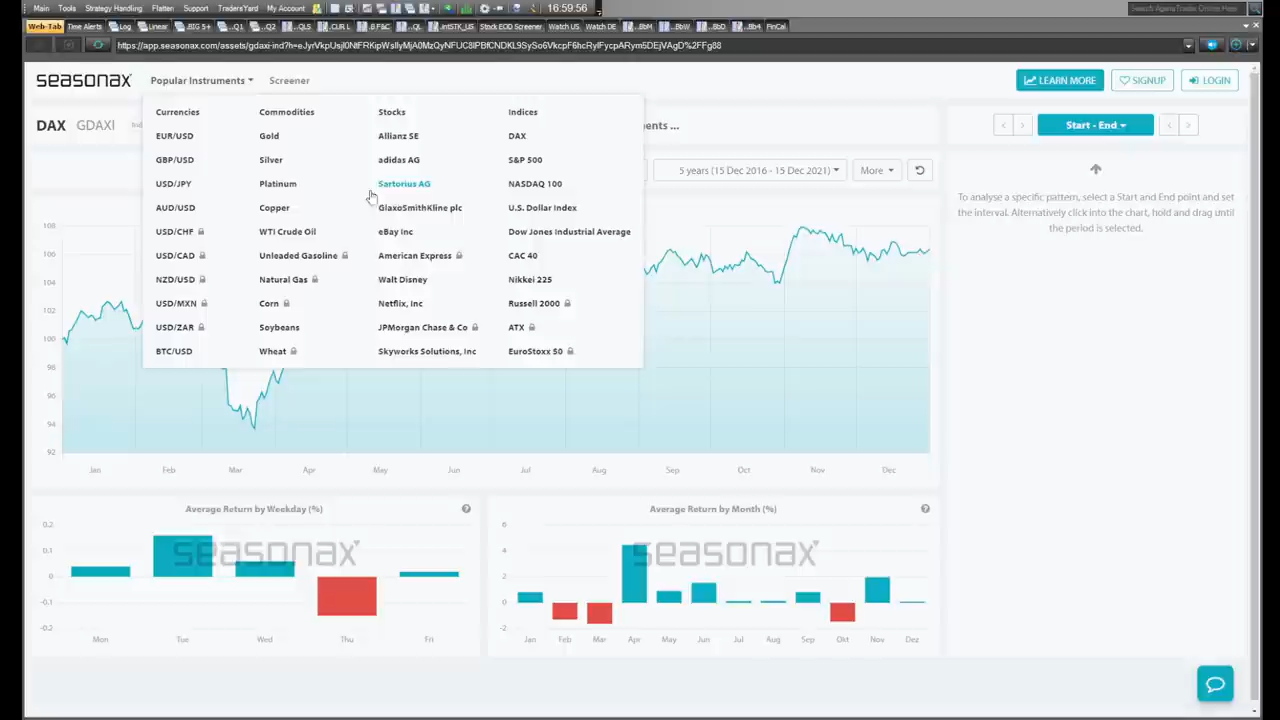 Main Tools Strategy Handling Flatten Support TradersYard My Account 16:59:56 Search AgenaTrader Online Help
Web-Tab Time Alerts Log Linear Stock EOD Screener Watch US Watch DE FinCal
seasonax Popular Instruments Screener LEARN MORE SIGNUP LOGIN
Currencies Commodities Stocks Indices
DAX GDAXI Ind ents ... Start - End
EUR/USD Gold Allianz SE DAX
GBP/USD Silver adidas AG S&P 500
5 years (15 Dec 2016 - 15 Dec 2021) More
USD/JPY Platinum Sartorius AG NASDAQ 100
AUD/USD Copper GlaxoSmithKline plc U.S. Dollar Index
USD/CHF WTI Crude Oil eBay Inc Dow Jones Industrial Average
USD/CAD Unleaded Gasoline American Express CAC 40
NZD/USD Natural Gas Walt Disney Nikkei 225
USD/MXN Corn Netflix, Inc Russell 2000
USD/ZAR Soybeans JPMorgan Chase & Co ATX
BTC/USD Wheat Skyworks Solutions, Inc EuroStoxx 50
To analyse a specific pattern, select a Start and End point and set
the interval. Alternatively click into the chart, hold and drag until
the period is selected.
108
106
104
102
100
98
96
94
92
Jan Feb Mar Apr May Jun Jul Aug Sep Oct Nov Dec
Average Return by Weekday (%)
0.2
0.1
0
-0.1
-0.2
seasonax
Mon Tue Wed Thu Fri
Average Return by Month (%)
6
4
2
0
-2
seasonax
Jan Feb Mar Apr May Jun Jul Aug Sep Okt Nov Dez